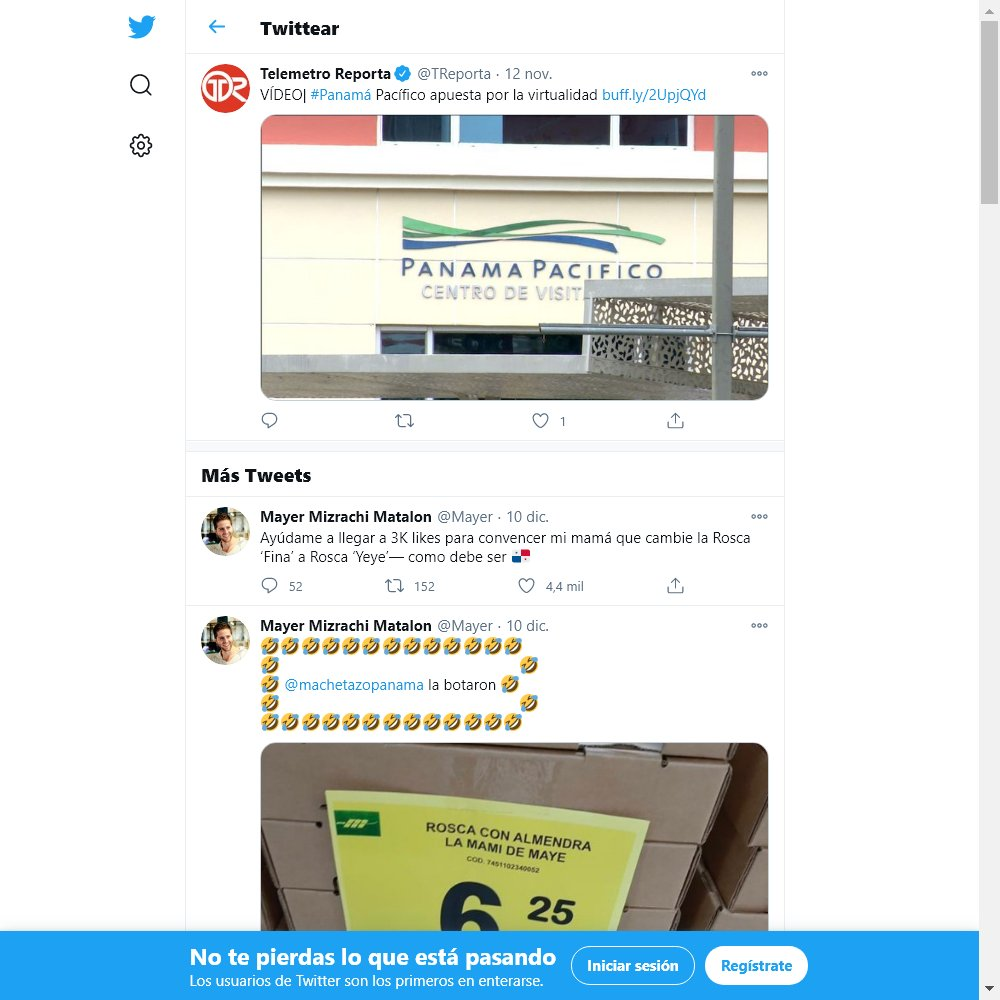 Twittear
TDR
Telemetro Reporta @TReporta · 12 nov.
VÍDEO| #Panamá Pacífico apuesta por la virtualidad buff.ly/2UpjQYd
PANAMA PACIFICO
CENTRO DE VISIT
1
Más Tweets
Mayer Mizrachi Matalon @Mayer · 10 dic.
Ayúdame a llegar a 3K likes para convencer mi mamá que cambie la Rosca
‘Fina’ a Rosca ‘Yeye’— como debe ser 🇵🇦
52 152 4,4 mil
Mayer Mizrachi Matalon @Mayer · 10 dic.
🤣🤣🤣🤣🤣🤣🤣🤣🤣🤣🤣🤣🤣
🤣 🤣
🤣 @machetazopanama la botaron 🤣
🤣 🤣
🤣🤣🤣🤣🤣🤣🤣🤣🤣🤣🤣🤣🤣
m
ROSCA CON ALMENDRA
LA MAMI DE MAYE
COD. 7451102340052
6 25
No te pierdas lo que está pasando
Los usuarios de Twitter son los primeros en enterarse.
Iniciar sesión
Regístrate